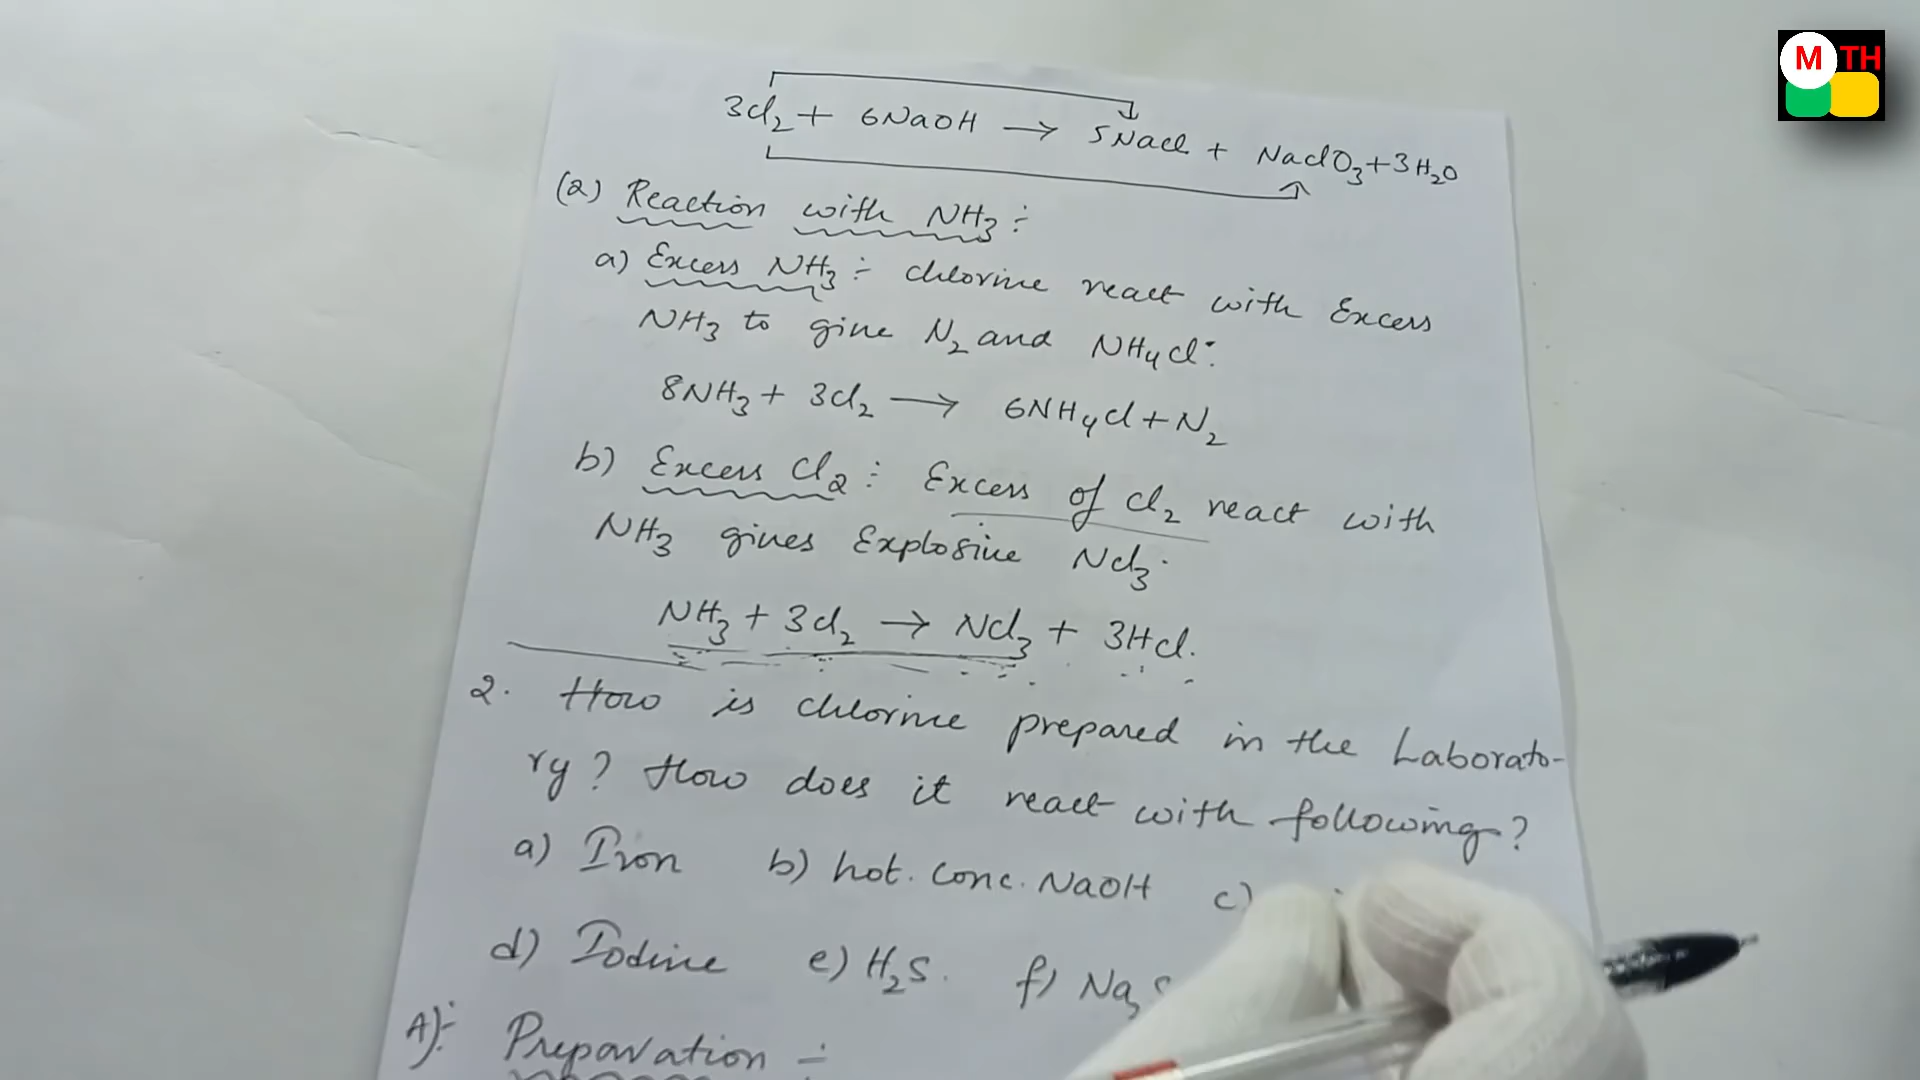 M TH
3Cl2 + 6NaOH → 5NaCl + NaClO3 + 3H2O
(2) Reaction with NH3 :-
a) Excess NH3 :- chlorine react with Excess
NH3 to give N2 and NH4Cl.
8NH3 + 3Cl2 → 6NH4Cl + N2
b) Excess Cl2 : Excess of Cl2 react with
NH3 gives Explosive NCl3.
NH3 + 3Cl2 → NCl3 + 3HCl.
2. How is chlorine prepared in the Laborato-
ry? How does it react with following?
a) Iron b) hot. Conc. NaOH c)
d) Iodine e) H2S. f)
A):- Preparation :-